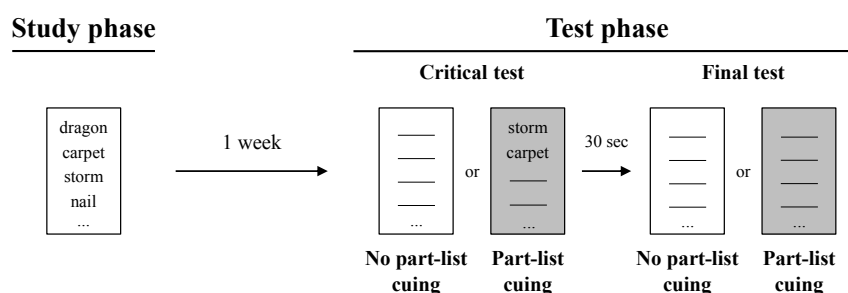 Study phase
Test phase
Critical test
Final test
dragon
carpet
storm
nail
...
1 week
...
or
storm
carpet
...
30 sec
...
or
...
No part-list
cuing
Part-list
cuing
No part-list
cuing
Part-list
cuing